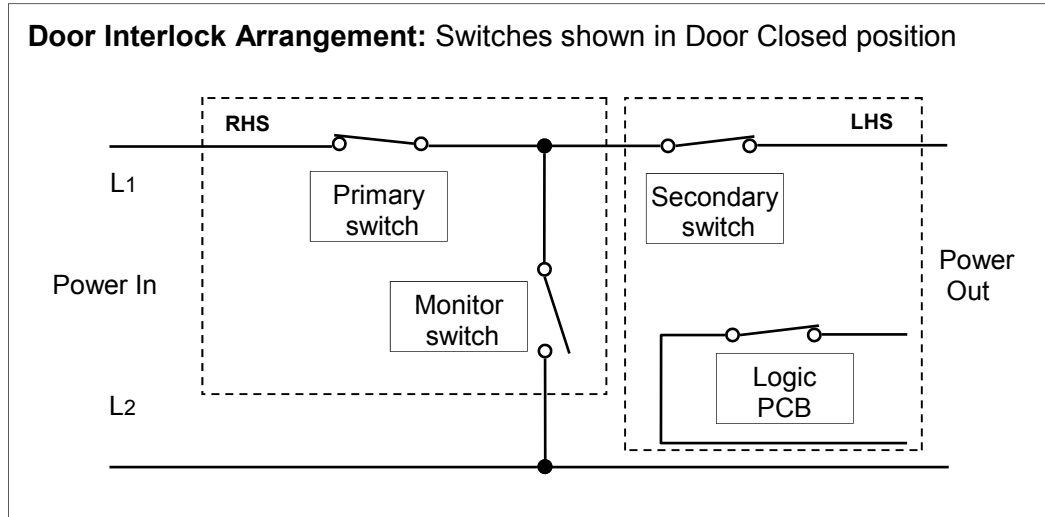 Door Interlock Arrangement: Switches shown in Door Closed position
RHS
LHS
L1
Primary
switch
Secondary
switch
Power In
Monitor
switch
Power
Out
Logic
PCB
L2